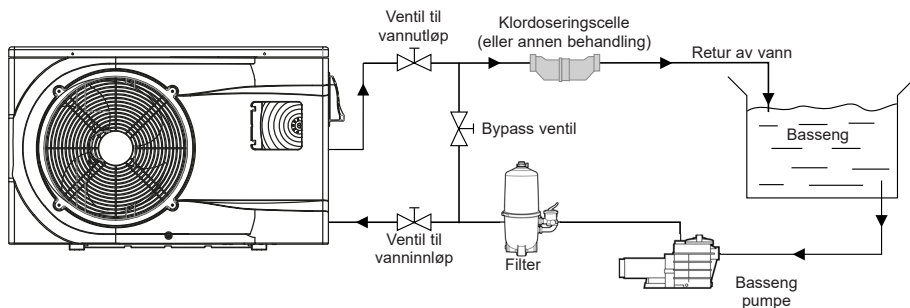 Ventil til
vannutløp
Klordoseringscelle
(eller annen behandling)
Retur av vann
Bypass ventil
Basseng
Ventil til
vanninnløp
Filter
Basseng
pumpe